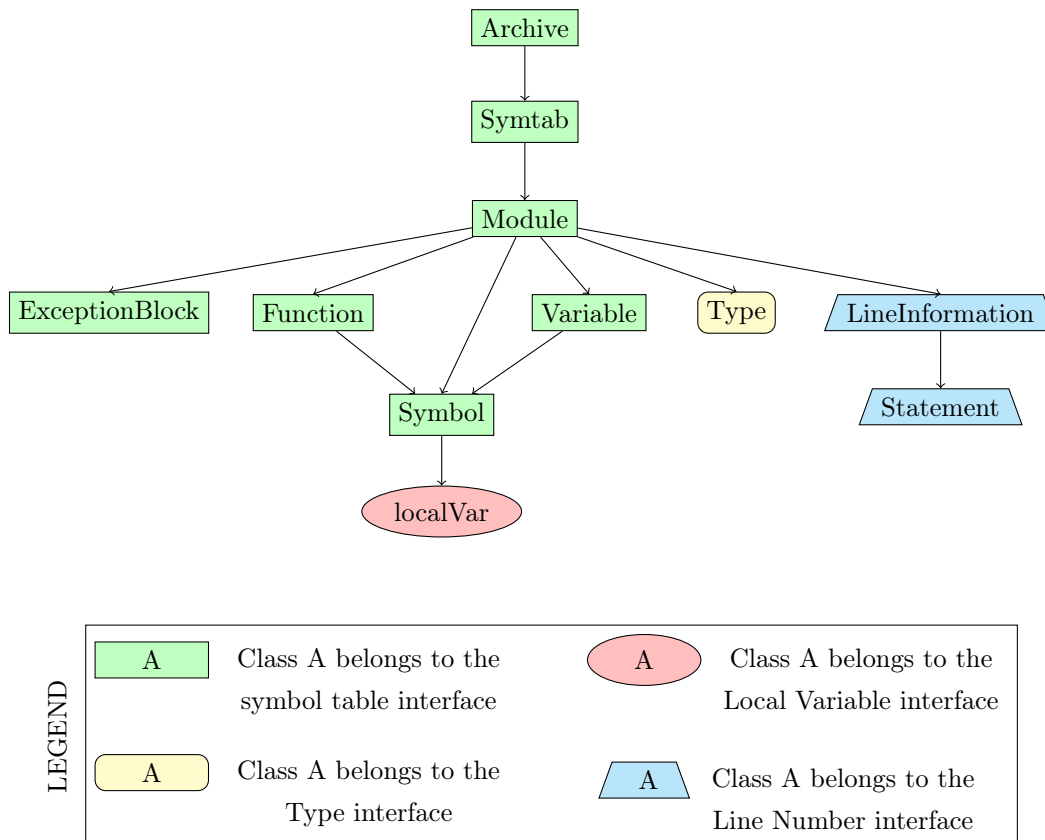 Archive
Symtab
Module
ExceptionBlock
Function
Variable
Type
LineInformation
Symbol
Statement
localVar
LEGEND
A
Class A belongs to the
symbol table interface
A
Class A belongs to the
Local Variable interface
A
Class A belongs to the
Type interface
A
Class A belongs to the
Line Number interface